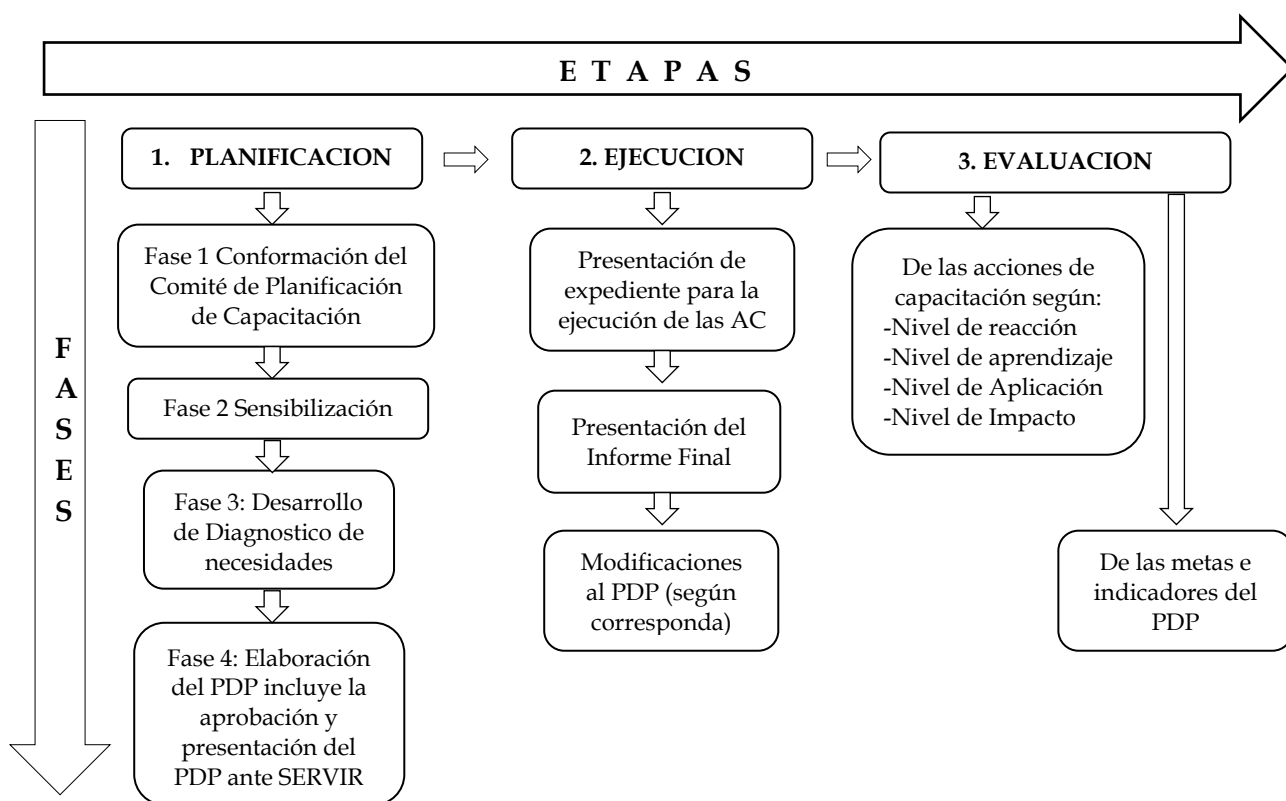 E T A P A S
F
A
S
E
S
1. PLANIFICACION
Fase 1 Conformación del
Comité de Planificación
de Capacitación
Fase 2 Sensibilización
Fase 3: Desarrollo
de Diagnostico de
necesidades
Fase 4: Elaboración
del PDP incluye la
aprobación y
presentación del
PDP ante SERVIR
2. EJECUCION
Presentación de
expediente para la
ejecución de las AC
Presentación del
Informe Final
Modificaciones
al PDP (según
corresponda)
3. EVALUACION
De las acciones de
capacitación según:
-Nivel de reacción
-Nivel de aprendizaje
-Nivel de Aplicación
-Nivel de Impacto
De las metas e
indicadores del
PDP